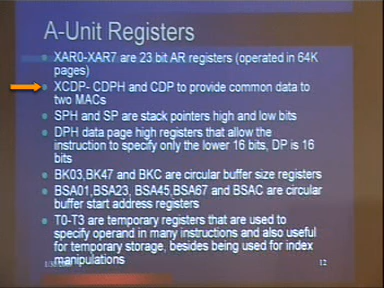 A-Unit Registers
XAR0-XAR7 are 23 bit AR registers (operated in 64K
pages)
XCDP- CDPH and CDP to provide common data to
two MACs
SPH and SP are stack pointers high and low bits
DPH data page high registers that allow the
instruction to specify only the lower 16 bits, DP is 16
bits
BK03,BK47 and BKC are circular buffer size registers
BSA01,BSA23, BSA45,BSA67 and BSAC are circular
buffer start address registers
T0-T3 are temporary registers that are used to
specify operand in many instructions and also useful
for temporary storage, besides being used for index
manipulations
12